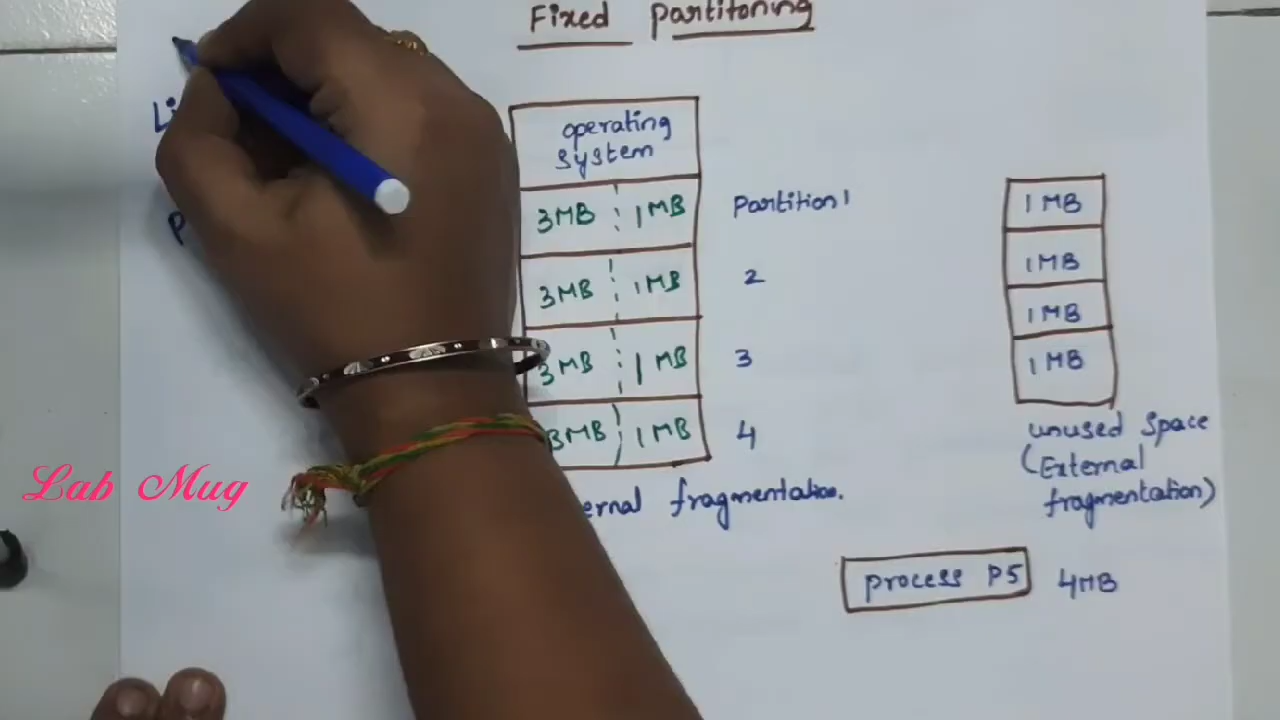 Fixed partitoning
operating
system
3MB 1MB partition 1
3MB 1MB 2
3MB 1MB 3
3MB 1MB 4
fragmentation.
1MB
1MB
1MB
1MB
unused space
(External
fragmentation)
process P5 4MB
Lab Mug